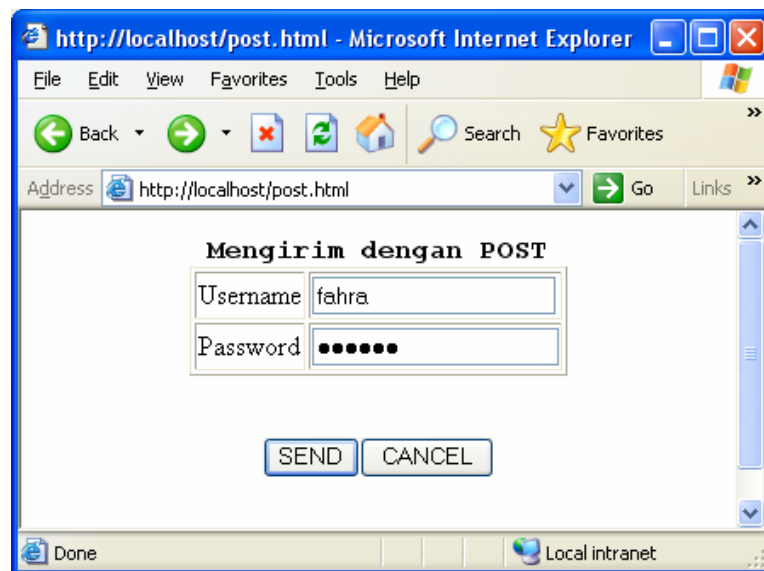 http://localhost/post.html - Microsoft Internet Explorer
File Edit View Favorites Tools Help
Back Search Favorites »
Address http://localhost/post.html Go Links »
Mengirim dengan POST
Username fahra
Password ●●●●●●
SEND CANCEL
Done Local intranet